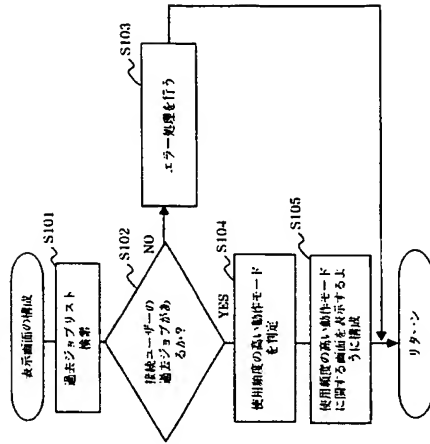 表示画面の構成
S101
過去ジョブリスト
検索
S102
接続ユーザーの
過去ジョブがあ
るか?
NO
S103
エラー処理を行う
YES
S104
使用頻度の高い動作モード
を判定
S105
使用頻度の高い動作モード
に関する画面を表示するよ
うに構成
リターン